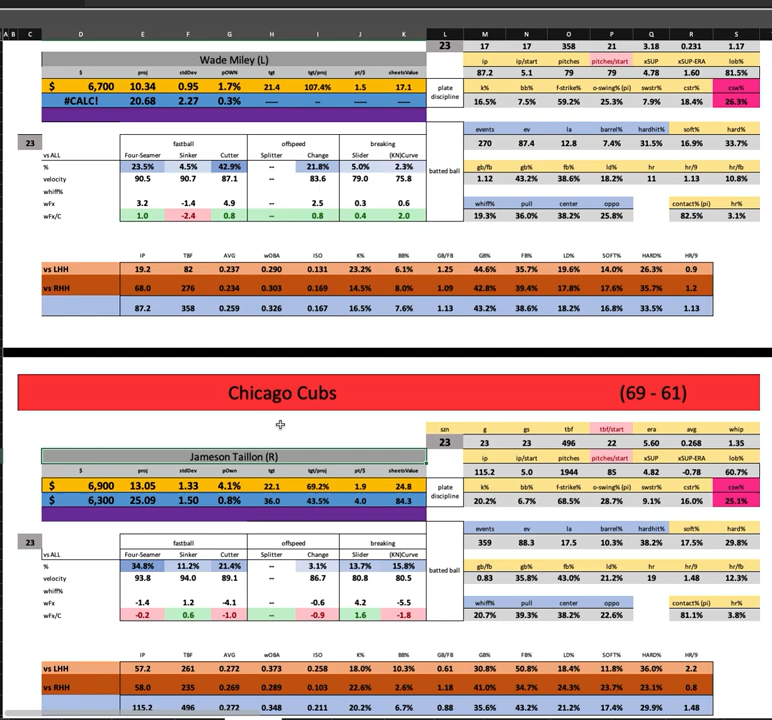 A B C D E F G H I J K L M N O P Q R S
23 17 17 358 21 3.18 0.231 1.17
Wade Miley (L) ip ip/start pitches pitches/start xSUP xSUP-ERA lob%
87.2 5.1 79 79 4.78 1.60 81.5%
$ proj stdDev pOWN tgt tgt/proj pt/$ sheetsValue
$ 6,700 10.34 0.95 1.7% 21.4 107.4% 1.5 17.1 plate discipline k% bb% f-strike% o-swing% (pi) swstr% cstr% csw%
#CALC! 20.68 2.27 0.3% --- --- -- --- 16.5% 7.5% 59.2% 25.3% 7.9% 18.4% 26.3%
events ev la barrel% hardhit% soft% hard%
23 fastball offspeed breaking 270 87.4 12.8 7.4% 31.5% 16.9% 33.7%
vs ALL Four-Seamer Sinker Cutter Splitter Change Slider (KN)Curve
% 23.5% 4.5% 42.9% -- 21.8% 5.0% 2.3% batted ball gb/fb gb% fb% ld% hr hr/9 hr/fb
velocity 90.5 90.7 87.1 -- 83.6 79.0 75.8 1.12 43.2% 38.6% 18.2% 11 1.13 10.8%
whiff%
wFx 3.2 -1.4 4.9 -- 2.5 0.3 0.6 whiff% pull center oppo contact% (pi) hr%
wFx/C 1.0 -2.4 0.8 -- 0.8 0.4 2.0 19.3% 36.0% 38.2% 25.8% 82.5% 3.1%
IP TBF AVG wOBA ISO K% BB% GB/FB GB% FB% LD% SOFT% HARD% HR/9
vs LHH 19.2 82 0.237 0.290 0.131 23.2% 6.1% 1.25 44.6% 35.7% 19.6% 14.0% 26.3% 0.9
vs RHH 68.0 276 0.234 0.303 0.167 14.5% 8.0% 1.09 42.8% 39.4% 17.8% 17.6% 35.7% 1.2
87.2 358 0.259 0.326 0.167 16.5% 7.6% 1.13 43.2% 38.6% 18.2% 16.8% 33.5% 1.13
Chicago Cubs (69 - 61)
szn g gs tbf tbf/start era avg whip
23 23 23 496 22 5.60 0.268 1.35
Jameson Taillon (R) ip ip/start pitches pitches/start xSUP xSUP-ERA lob%
$ proj stdDev pOwn tgt tgt/proj pt/$ sheetsValue 115.2 5.0 1944 85 4.82 -0.78 60.7%
$ 6,900 13.05 1.33 4.1% 22.1 69.2% 1.9 24.8 plate discipline k% bb% f-strike% o-swing% (pi) swstr% cstr% csw%
$ 6,300 25.09 1.50 0.8% 36.0 43.5% 4.0 84.3 20.2% 6.7% 68.5% 28.7% 9.1% 16.0% 25.1%
events ev la barrel% hardhit% soft% hard%
23 fastball offspeed breaking 359 88.3 17.5 10.3% 38.2% 17.5% 29.8%
vs ALL Four-Seamer Sinker Cutter Splitter Change Slider (KN)Curve
% 34.8% 11.2% 21.4% -- 3.1% 13.7% 15.8% batted ball gb/fb gb% fb% ld% hr hr/9 hr/fb
velocity 93.8 94.0 89.1 -- 86.7 80.8 80.5 0.83 35.8% 43.0% 21.2% 19 1.48 12.3%
whiff%
wFx -1.4 1.2 -4.1 -- -0.6 4.2 -5.5 whiff% pull center oppo contact% (pi) hr%
wFx/C -0.2 0.6 -1.0 -- -0.9 1.6 -1.8 20.7% 39.3% 38.2% 22.6% 81.1% 3.8%
IP TBF AVG wOBA ISO K% BB% GB/FB GB% FB% LD% SOFT% HARD% HR/9
vs LHH 57.2 261 0.272 0.373 0.258 18.0% 10.3% 0.61 30.8% 50.8% 18.4% 11.8% 36.0% 2.2
vs RHH 58.0 235 0.269 0.289 0.103 22.6% 2.6% 1.18 41.0% 34.7% 24.3% 23.7% 23.1% 0.8
115.2 496 0.272 0.348 0.211 20.2% 6.7% 0.88 35.6% 43.2% 21.2% 17.4% 29.9% 1.48